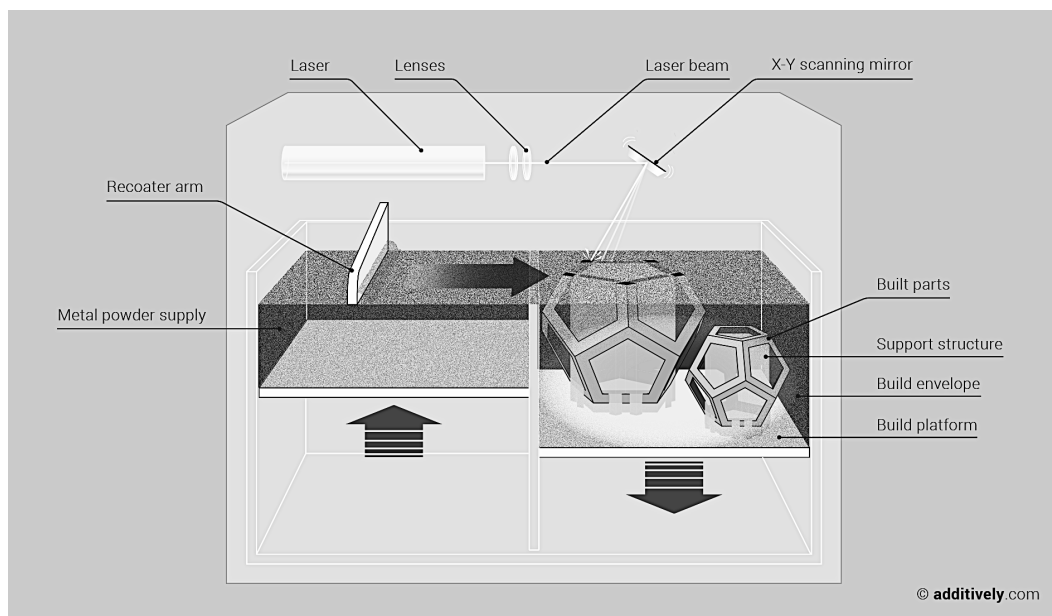 Laser
Lenses
Laser beam
X-Y scanning mirror
Recoater arm
Metal powder supply
Built parts
Support structure
Build envelope
Build platform
© additively.com